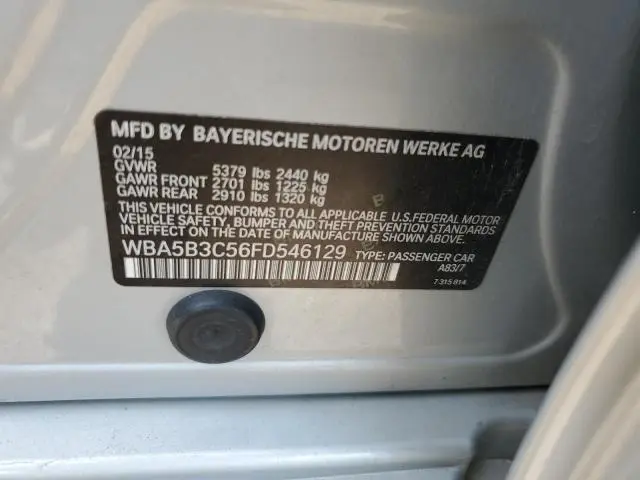 MFD BY BAYERISCHE MOTOREN WERKE AG
02/15
GVWR 5379 lbs 2440 kg
GAWR FRONT 2701 lbs 1225 kg
GAWR REAR 2910 lbs 1320 kg
THIS VEHICLE CONFORMS TO ALL APPLICABLE U.S.FEDERAL MOTOR
VEHICLE SAFETY, BUMPER AND THEFT PREVENTION STANDARDS
IN EFFECT ON THE DATE OF MANUFACTURE SHOWN ABOVE.
WBA5B3C56FD546129 TYPE: PASSENGER CAR
A83/7
7 315 814